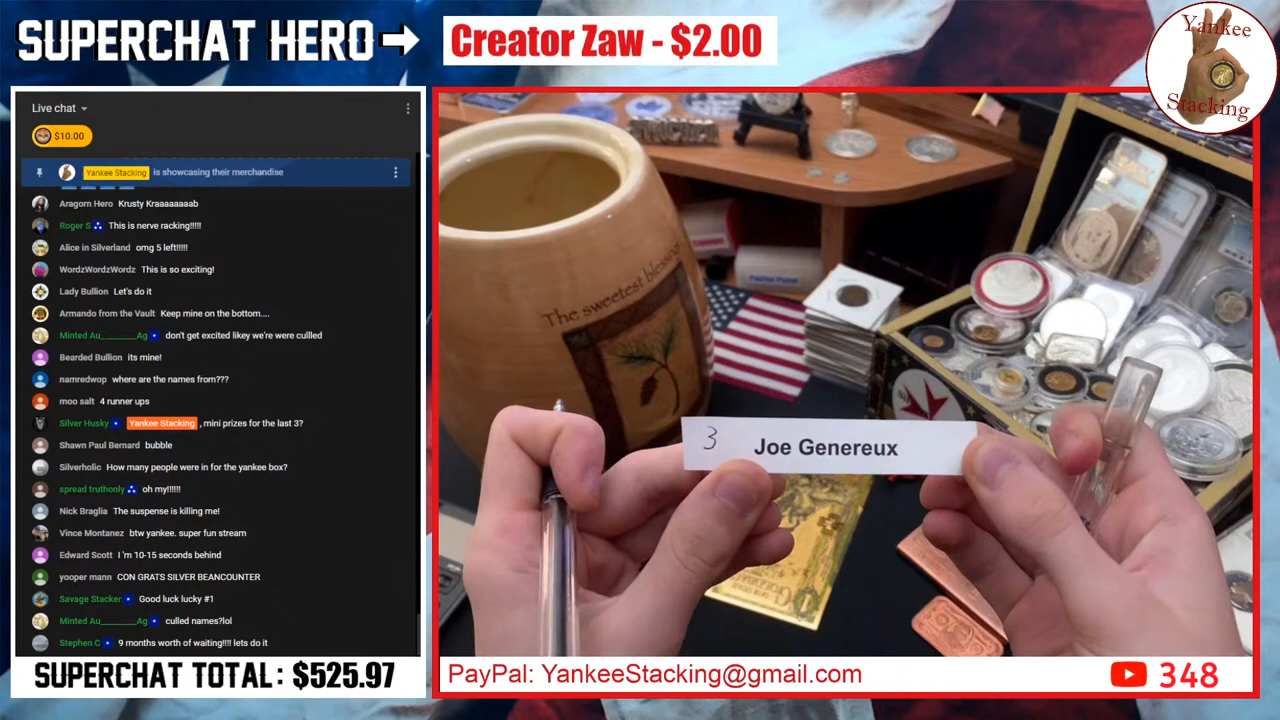 SUPERCHAT HERO
Creator Zaw - $2.00
Yankee
Stacking
Live chat
$10.00
Yankee Stacking is showcasing their merchandise
Aragorn Hero Krusty Kraaaaaaaab
Roger S This is nerve racking!!!!!
Alice in Silverland omg 5 left!!!!!
WordzWordzWordz This is so exciting!
Lady Bullion Let's do it
Armando from the Vault Keep mine on the bottom....
Minted Au_______Ag don't get excited likey we're were cullled
Bearded Bullion its mine!
namredwop where are the names from???
moo salt 4 runner ups
Silver Husky Yankee Stacking , mini prizes for the last 3?
Shawn Paul Bernard bubble
Silverholic How many people were in for the yankee box?
spread truthonly oh my!!!!!!
Nick Braglia The suspense is killing me!
Vince Montanez btw yankee. super fun stream
Edward Scott I 'm 10-15 seconds behind
yooper mann CON GRATS SILVER BEANCOUNTER
Savage Stacker Good luck lucky #1
Minted Au_______Ag culled names?lol
Stephen C 9 months worth of waiting!!!! lets do it
SUPERCHAT TOTAL: $525.97
The sweetest blessing
3 Joe Genereux
PayPal: YankeeStacking@gmail.com
348